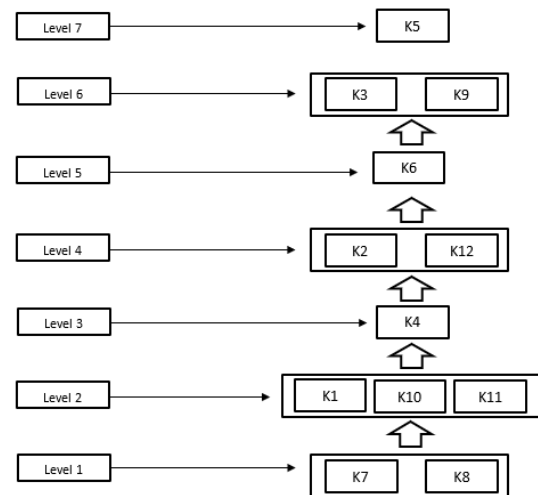 Level 7 K5
Level 6 K3 K9
Level 5 K6
Level 4 K2 K12
Level 3 K4
Level 2 K1 K10 K11
Level 1 K7 K8